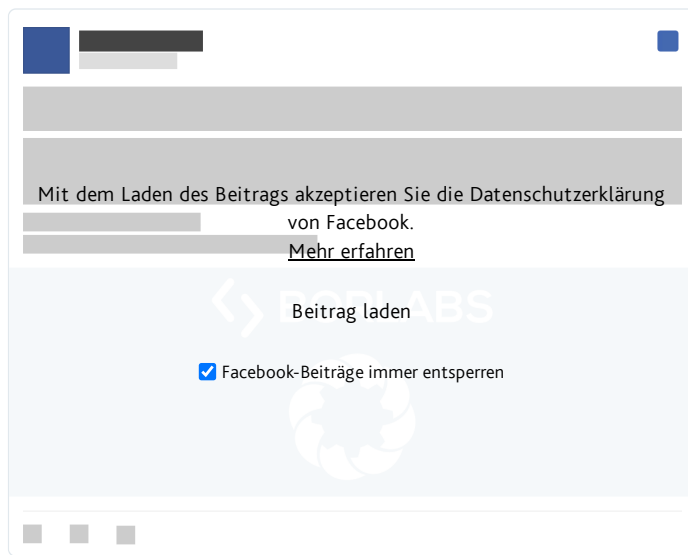 Mit dem Laden des Beitrags akzeptieren Sie die Datenschutzerklärung
von Facebook.
Mehr erfahren
Beitrag laden
Facebook-Beiträge immer entsperren